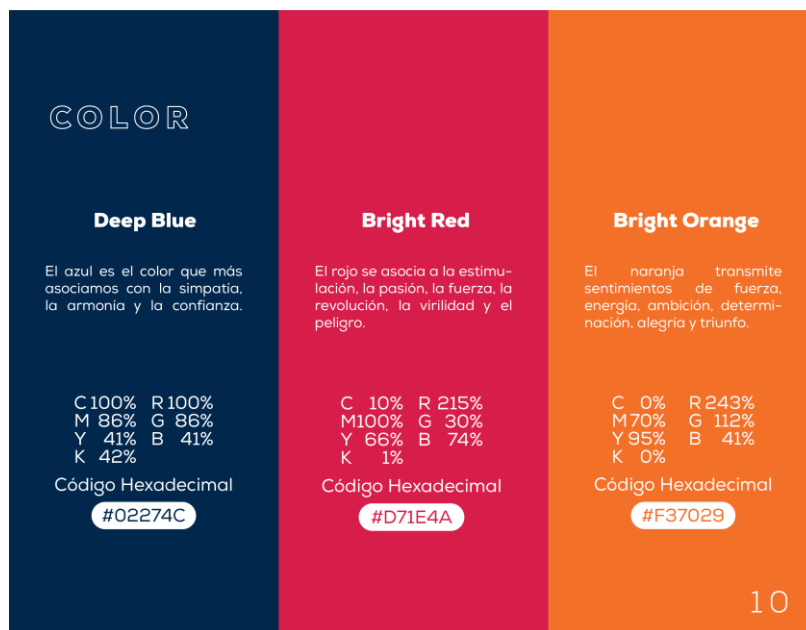 COLOR
Deep Blue
El azul es el color que más
asociamos con la simpatía,
la armonía y la confianza.
C 100% R 100%
M 86% G 86%
Y 41% B 41%
K 42%
Código Hexadecimal
#02274C
Bright Red
El rojo se asocia a la estimu-
lación, la pasión, la fuerza, la
revolución, la virilidad y el
peligro.
C 10% R 215%
M100% G 30%
Y 66% B 74%
K 1%
Código Hexadecimal
#D71E4A
Bright Orange
El naranja transmite
sentimientos de fuerza,
energía, ambición, determi-
nación, alegria y triunfo.
C 0% R 243%
M 70% G 112%
Y 95% B 41%
K 0%
Código Hexadecimal
#F37029
10